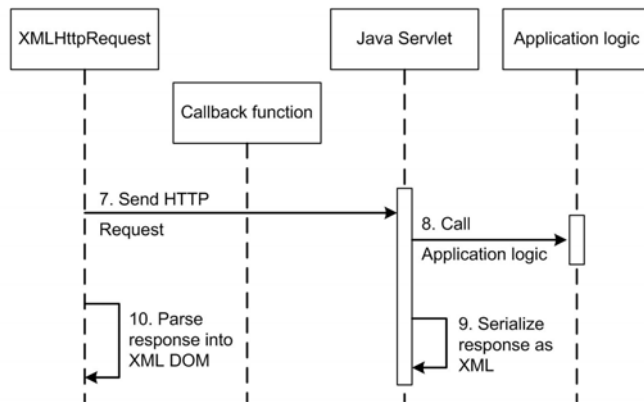 XMLHttpRequest
Java Servlet
Application logic
Callback function
7. Send HTTP
Request
8. Call
Application logic
10. Parse
response into
XML DOM
9. Serialize
response as
XML